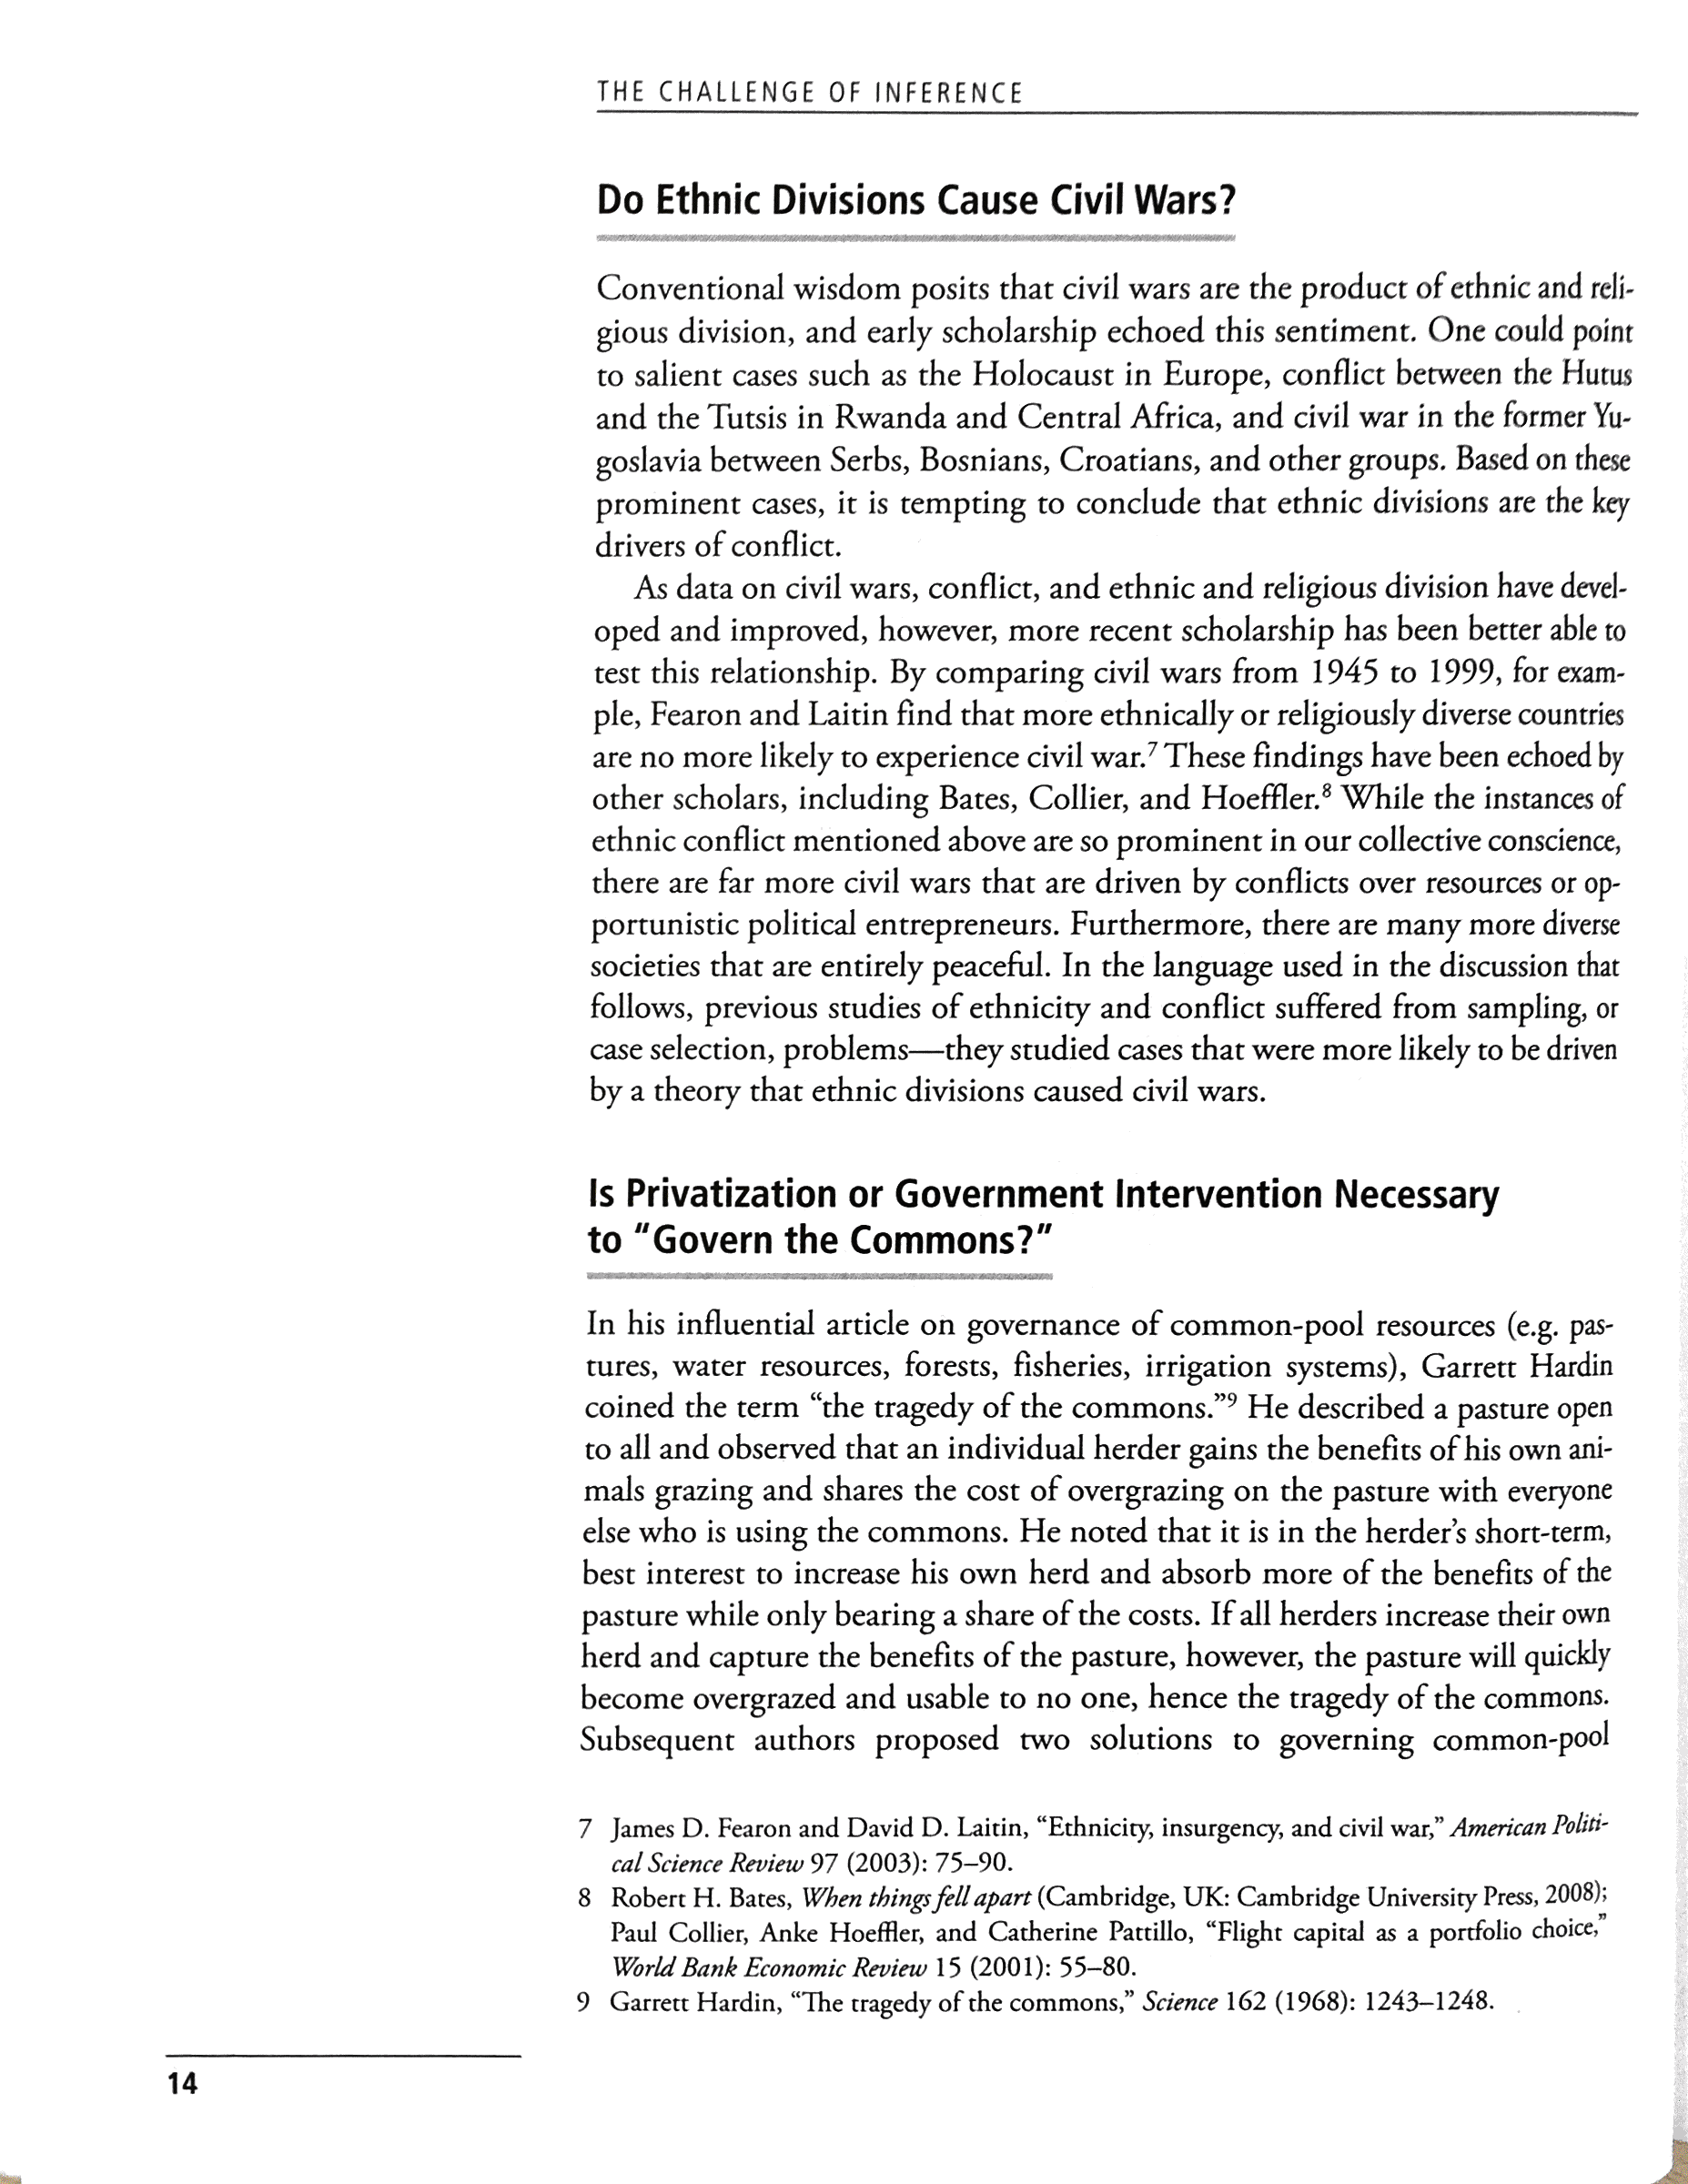 THE CHALLENGE OF INFERENCE
Do Ethnic Divisions Cause Civil Wars?
Conventional wisdom posits that civil wars are the product of ethnic and reli-
gious division, and early scholarship echoed this sentiment. One could point
to salient cases such as the Holocaust in Europe, conflict between the Hutus
and the Tutsis in Rwanda and Central Africa, and civil war in the former Yu-
goslavia between Serbs, Bosnians, Croatians, and other groups. Based on these
prominent cases, it is tempting to conclude that ethnic divisions are the key
drivers of conflict.
As data on civil wars, conflict, and ethnic and religious division have devel-
oped and improved, however, more recent scholarship has been better able to
test this relationship. By comparing civil wars from 1945 to 1999, for exam-
ple, Fearon and Laitin find that more ethnically or religiously diverse countries
are no more likely to experience civil war.7 These findings have been echoed by
other scholars, including Bates, Collier, and Hoeffler.8 While the instances of
ethnic conflict mentioned above are so prominent in our collective conscience,
there are far more civil wars that are driven by conflicts over resources or op-
portunistic political entrepreneurs. Furthermore, there are many more diverse
societies that are entirely peaceful. In the language used in the discussion that
follows, previous studies of ethnicity and conflict suffered from sampling, or
case selection, problems—they studied cases that were more likely to be driven
by a theory that ethnic divisions caused civil wars.
Is Privatization or Government Intervention Necessary
to "Govern the Commons?"
In his influential article on governance of common-pool resources (e.g. pas-
tures, water resources, forests, fisheries, irrigation systems), Garrett Hardin
coined the term “the tragedy of the commons.”9 He described a pasture open
to all and observed that an individual herder gains the benefits of his own ani-
mals grazing and shares the cost of overgrazing on the pasture with everyone
else who is using the commons. He noted that it is in the herder’s short-term,
best interest to increase his own herd and absorb more of the benefits of the
pasture while only bearing a share of the costs. If all herders increase their own
herd and capture the benefits of the pasture, however, the pasture will quickly
become overgrazed and usable to no one, hence the tragedy of the commons.
Subsequent authors proposed two solutions to governing common-pool
7 James D. Fearon and David D. Laitin, “Ethnicity, insurgency, and civil war,” American Politi-
cal Science Review 97 (2003): 75–90.
8 Robert H. Bates, When things fell apart (Cambridge, UK: Cambridge University Press, 2008);
Paul Collier, Anke Hoeffler, and Catherine Pattillo, “Flight capital as a portfolio choice,”
World Bank Economic Review 15 (2001): 55–80.
9 Garrett Hardin, “The tragedy of the commons,” Science 162 (1968): 1243–1248.
14